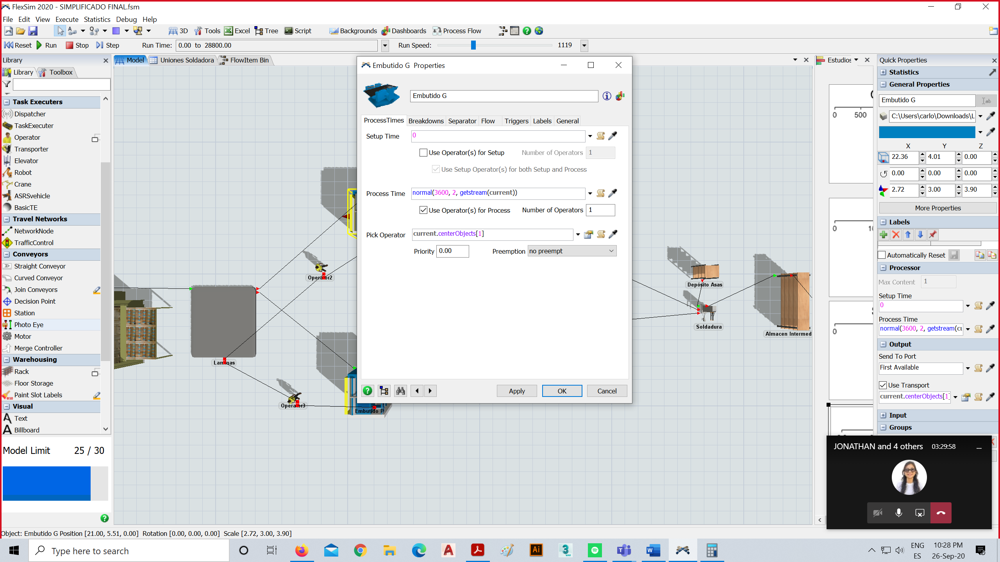 FlexSim 2020 - SIMPLIFICADO FINAL.fsm
File Edit View Execute Statistics Debug Help
3D Tools Excel Tree Script Backgrounds Dashboards Process Flow
Reset Run Stop Step Run Time: 0.00 to 28800.00 Run Speed: 1119
Library
Library Toolbox
Task Executers
Dispatcher
TaskExecuter
Operator
Transporter
Elevator
Robot
Crane
ASRSvehicle
BasicTE
Travel Networks
NetworkNode
TrafficControl
Conveyors
Straight Conveyor
Curved Conveyor
Join Conveyors
Decision Point
Station
Photo Eye
Motor
Merge Controller
Warehousing
Rack
Floor Storage
Paint Slot Labels
Visual
Text
Billboard
Model Limit 25 / 30
Model Uniones Soldadora FlowItem Bin
Operator2
Laminas
Operator3
Embutido P
Depósito Asas
Soldadura
Almacen Intermed
Embutido G Properties
Embutido G
ProcessTimes Breakdowns Separator Flow Triggers Labels General
Setup Time 0
Use Operator(s) for Setup Number of Operators 1
Use Setup Operator(s) for both Setup and Process
Process Time normal(3600, 2, getstream(current))
Use Operator(s) for Process Number of Operators 1
Pick Operator current.centerObjects[1]
Priority 0.00 Preemption no preempt
Apply OK Cancel
Estudios
0 500
0
0
Quick Properties
Statistics
General Properties
Embutido G
C:\Users\carlo\Downloads\L
X Y Z
22.36 4.01 0.00
0.00 0.00 0.00
2.72 3.00 3.90
More Properties
Labels
Automatically Reset
Processor
Max Content 1
Setup Time
0
Process Time
normal(3600, 2, getstream(cu
Output
Send To Port
First Available
Use Transport
current.centerObjects[1]
Input
Groups
JONATHAN and 4 others 03:29:58
Object: Embutido G Position [21.00, 5.51, 0.00] Rotation [0.00, 0.00, 0.00] Scale [2.72, 3.00, 3.90]
Type here to search
ENG
ES
10:28 PM
26-Sep-20